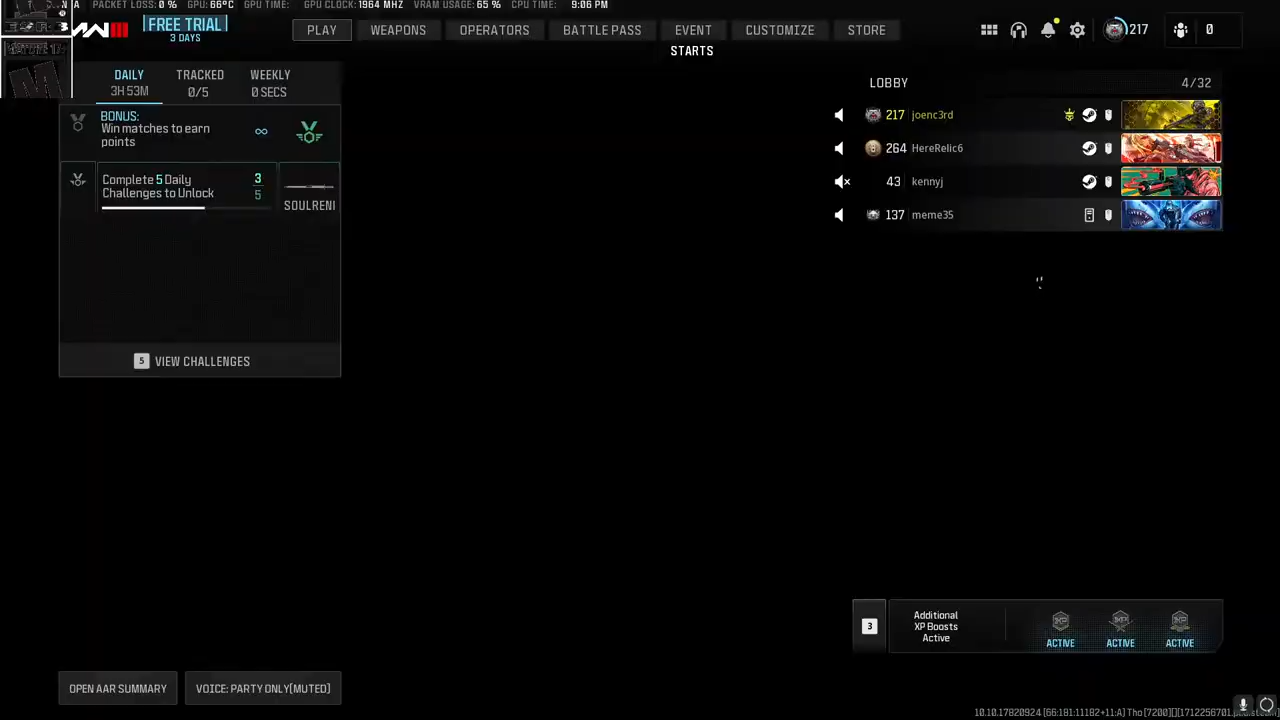 PACKET LOSS: 0 % GPU: 66°C GPU TIME: GPU CLOCK: 1964 MHZ VRAM USAGE: 65 % CPU TIME: 9:06 PM
FREE TRIAL
3 DAYS
PLAY WEAPONS OPERATORS BATTLE PASS EVENT CUSTOMIZE STORE
217 0
STARTS
DAILY TRACKED WEEKLY
3H 53M 0/5 0 SECS
BONUS:
Win matches to earn
points
Complete 5 Daily
Challenges to Unlock
3
5
SOULREN
5 VIEW CHALLENGES
LOBBY 4/32
217 joenc3rd
264 HereRelic6
43 kennyj
137 meme35
3
Additional
XP Boosts
Active
ACTIVE ACTIVE ACTIVE
OPEN AAR SUMMARY VOICE: PARTY ONLY[MUTED]